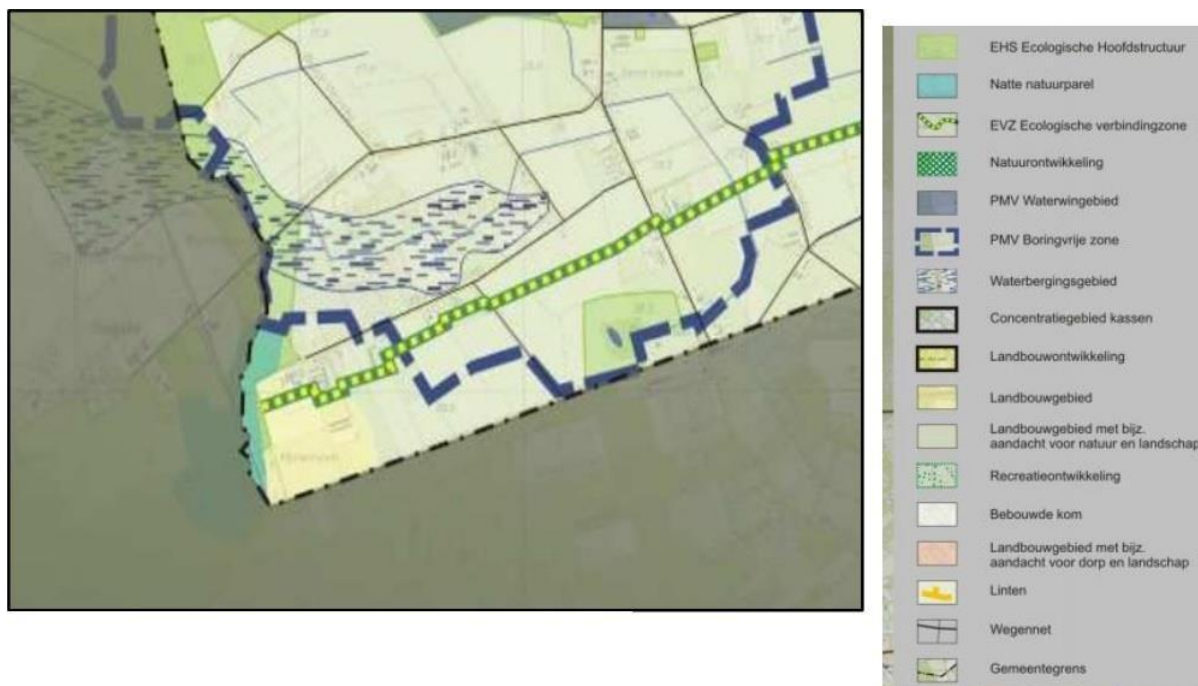 EHS Ecologische Hoofdstructuur
Natte natuurparel
EVZ Ecologische verbindingzone
Natuurontwikkeling
PMV Waterwingebied
PMV Boringvrije zone
Waterbergingsgebied
Concentratiegebied kassen
Landbouwontwikkeling
Landbouwgebied
Landbouwgebied met bijz.
aandacht voor natuur en landschap
Recreatieontwikkeling
Bebouwde kom
Landbouwgebied met bijz.
aandacht voor dorp en landschap
Linten
Wegennet
Gemeentegrens